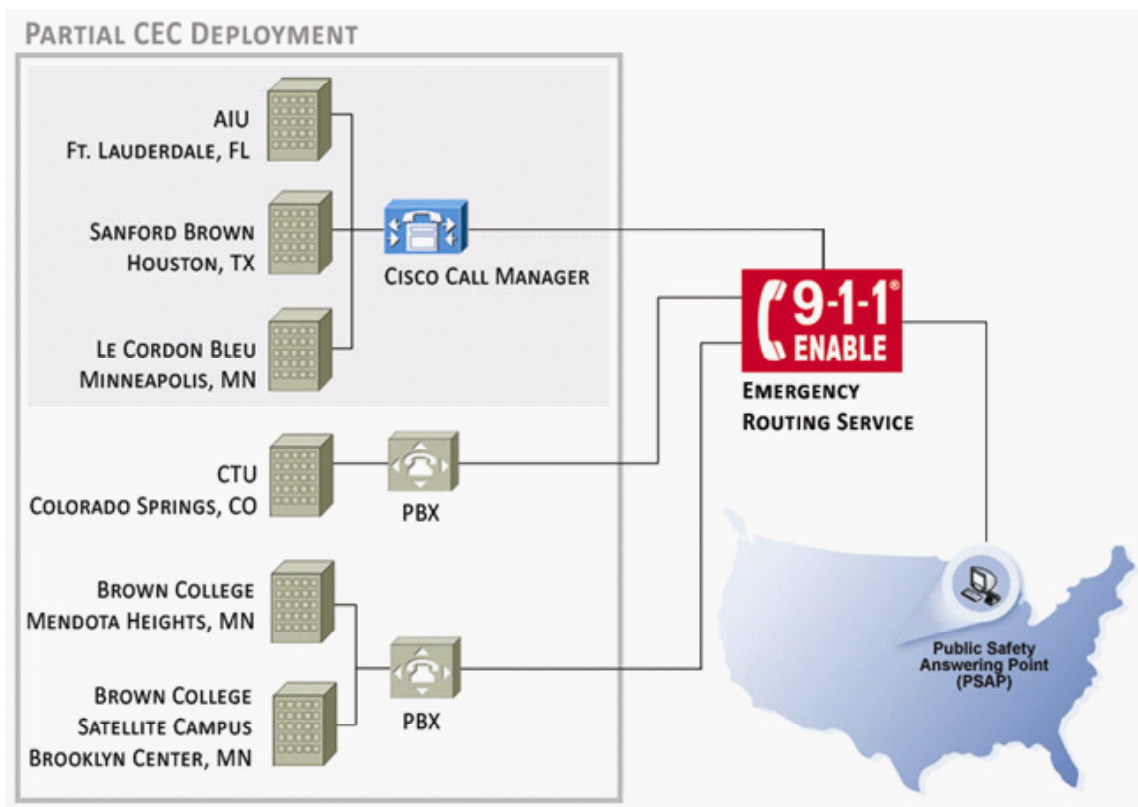 PARTIAL CEC DEPLOYMENT
AIU
FT. LAUDERDALE, FL
SANFORD BROWN
HOUSTON, TX
CISCO CALL MANAGER
LE CORDON BLEU
MINNEAPOLIS, MN
9-1-1®
ENABLE
EMERGENCY
ROUTING SERVICE
CTU
COLORADO SPRINGS, CO
PBX
BROWN COLLEGE
MENDOTA HEIGHTS, MN
BROWN COLLEGE
SATELLITE CAMPUS
BROOKLYN CENTER, MN
PBX
Public Safety
Answering Point
(PSAP)